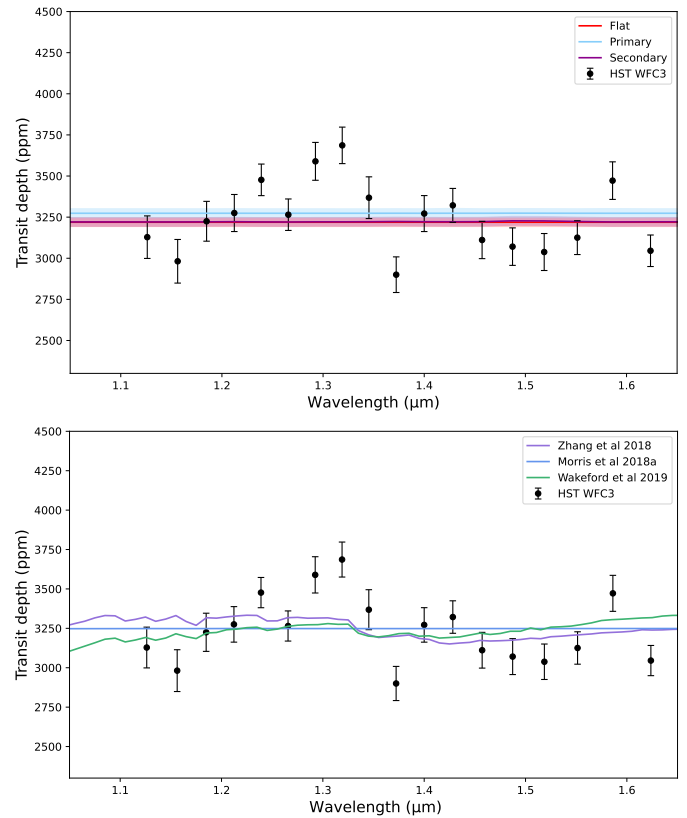 4500
4250
4000
3750
3500
3250
3000
2750
2500
Transit depth (ppm)
Flat
Primary
Secondary
HST WFC3
1.1 1.2 1.3 1.4 1.5 1.6
Wavelength (μm)
4500
4250
4000
3750
3500
3250
3000
2750
2500
Transit depth (ppm)
Zhang et al 2018
Morris et al 2018a
Wakeford et al 2019
HST WFC3
1.1 1.2 1.3 1.4 1.5 1.6
Wavelength (μm)